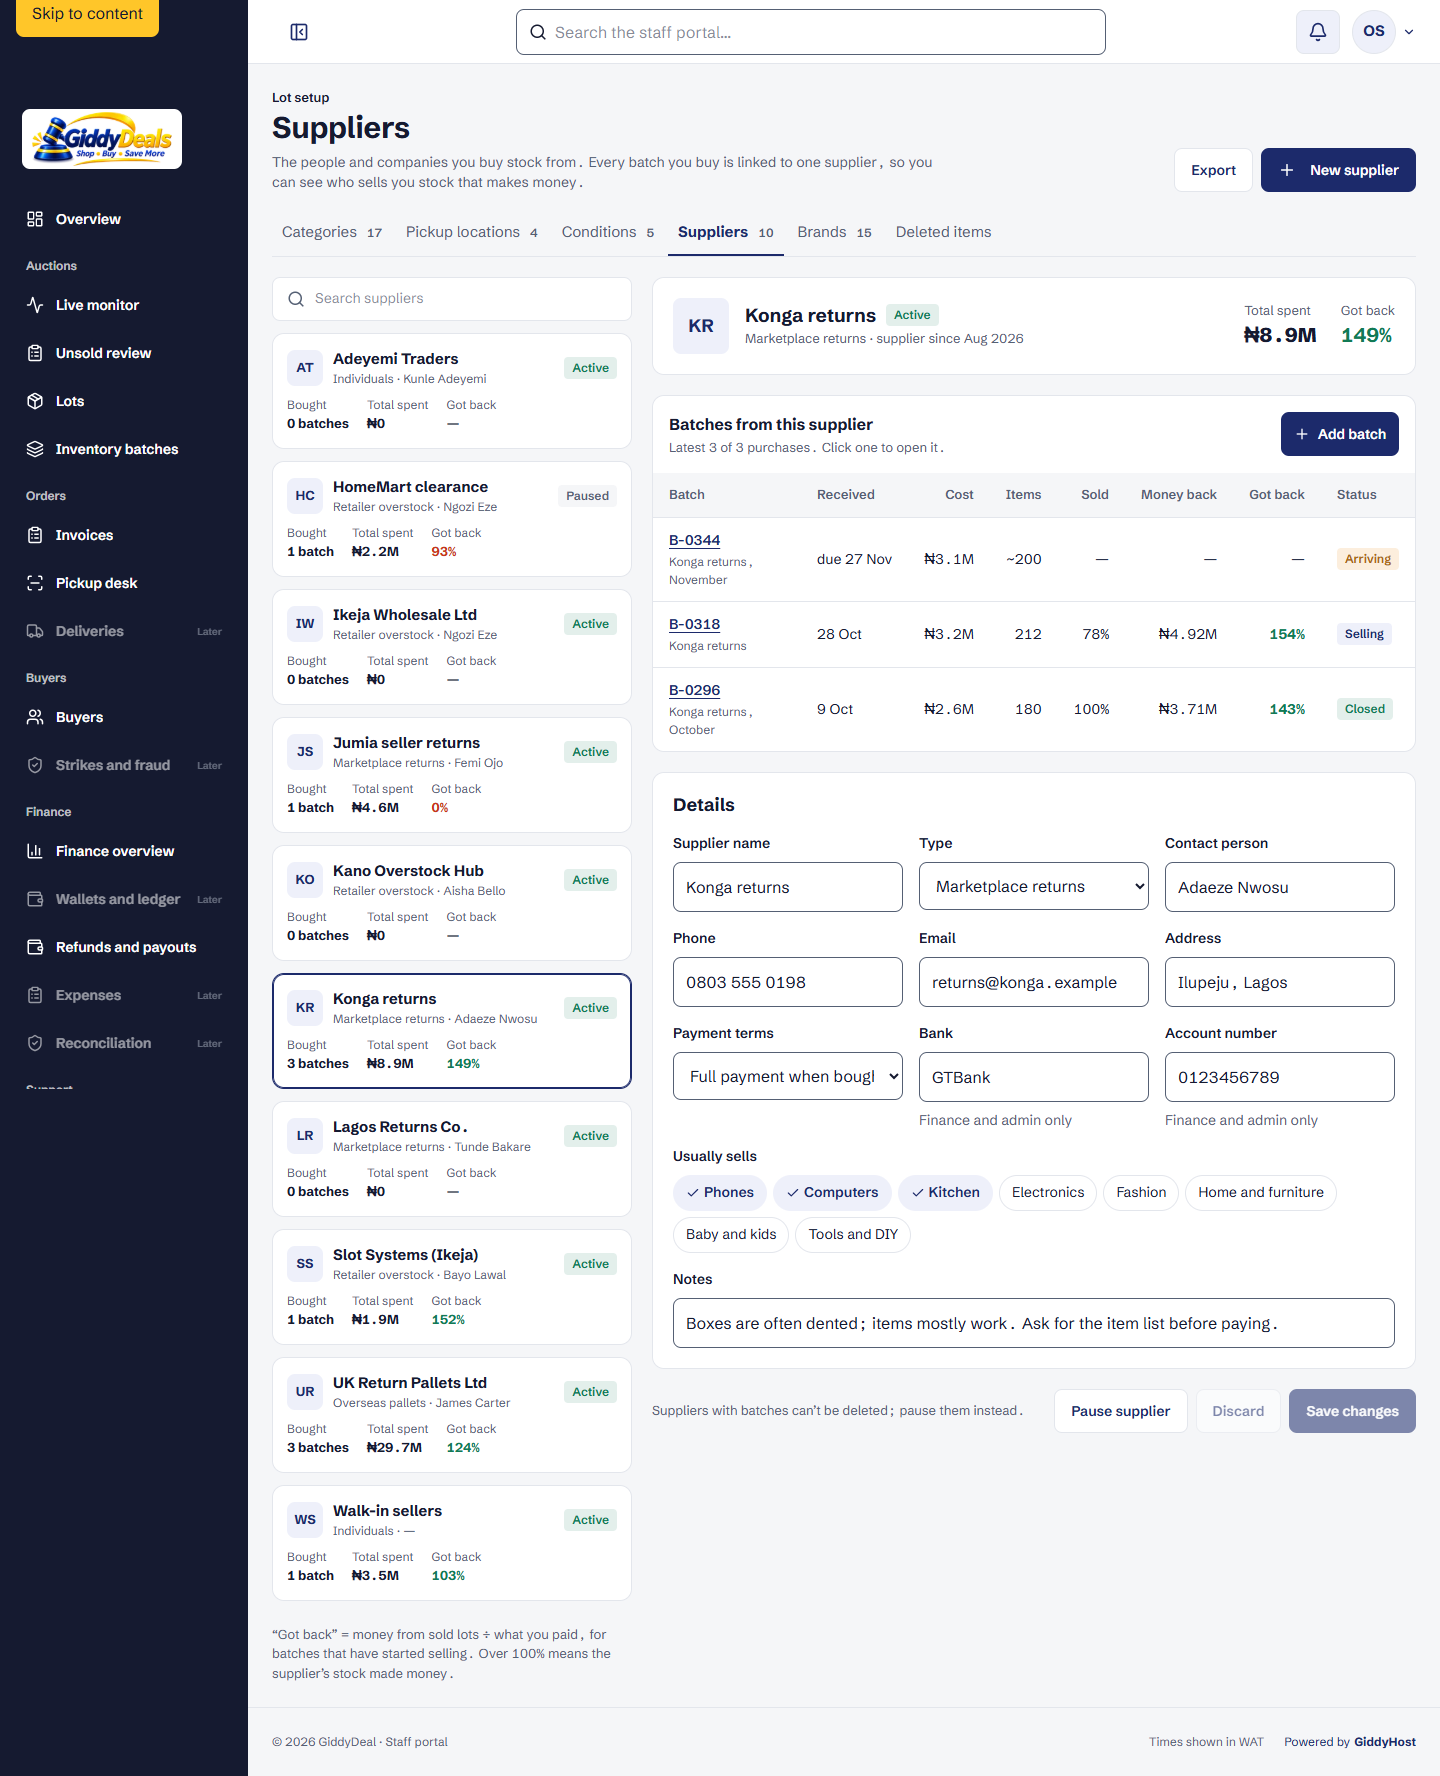 Skip to content
GiddyDeals
Shop • Buy • Save More
Overview
Auctions
Live monitor
Unsold review
Lots
Inventory batches
Orders
Invoices
Pickup desk
Deliveries Later
Buyers
Buyers
Strikes and fraud Later
Finance
Finance overview
Wallets and ledger Later
Refunds and payouts
Expenses Later
Reconciliation Later
Support
Search the staff portal...
OS
Lot setup
Suppliers
The people and companies you buy stock from. Every batch you buy is linked to one supplier, so you
can see who sells you stock that makes money.
Export
+ New supplier
Categories 17 Pickup locations 4 Conditions 5 Suppliers 10 Brands 15 Deleted items
Search suppliers
AT Adeyemi Traders Active
Individuals · Kunle Adeyemi
Bought Total spent Got back
0 batches ₦0 —
HC HomeMart clearance Paused
Retailer overstock · Ngozi Eze
Bought Total spent Got back
1 batch ₦2.2M 93%
IW Ikeja Wholesale Ltd Active
Retailer overstock · Ngozi Eze
Bought Total spent Got back
0 batches ₦0 —
JS Jumia seller returns Active
Marketplace returns · Femi Ojo
Bought Total spent Got back
1 batch ₦4.6M 0%
KO Kano Overstock Hub Active
Retailer overstock · Aisha Bello
Bought Total spent Got back
0 batches ₦0 —
KR Konga returns Active
Marketplace returns · Adaeze Nwosu
Bought Total spent Got back
3 batches ₦8.9M 149%
LR Lagos Returns Co. Active
Marketplace returns · Tunde Bakare
Bought Total spent Got back
0 batches ₦0 —
SS Slot Systems (Ikeja) Active
Retailer overstock · Bayo Lawal
Bought Total spent Got back
1 batch ₦1.9M 152%
UR UK Return Pallets Ltd Active
Overseas pallets · James Carter
Bought Total spent Got back
3 batches ₦29.7M 124%
WS Walk-in sellers Active
Individuals · —
Bought Total spent Got back
1 batch ₦3.5M 103%
“Got back” = money from sold lots ÷ what you paid, for
batches that have started selling. Over 100% means the
supplier’s stock made money.
KR Konga returns Active
Marketplace returns · supplier since Aug 2026
Total spent Got back
₦8.9M 149%
Batches from this supplier
Latest 3 of 3 purchases. Click one to open it.
+ Add batch
Batch Received Cost Items Sold Money back Got back Status
B-0344
Konga returns,
November
due 27 Nov ₦3.1M ~200 — — — Arriving
B-0318
Konga returns
28 Oct ₦3.2M 212 78% ₦4.92M 154% Selling
B-0296
Konga returns,
October
9 Oct ₦2.6M 180 100% ₦3.71M 143% Closed
Details
Supplier name Type Contact person
Konga returns Marketplace returns Adaeze Nwosu
Phone Email Address
0803 555 0198 returns@konga.example Ilupeju, Lagos
Payment terms Bank Account number
Full payment when bough GTBank 0123456789
Finance and admin only Finance and admin only
Usually sells
✓ Phones ✓ Computers ✓ Kitchen Electronics Fashion Home and furniture
Baby and kids Tools and DIY
Notes
Boxes are often dented; items mostly work. Ask for the item list before paying.
Suppliers with batches can’t be deleted; pause them instead.
Pause supplier Discard Save changes
© 2026 GiddyDeal · Staff portal
Times shown in WAT Powered by GiddyHost